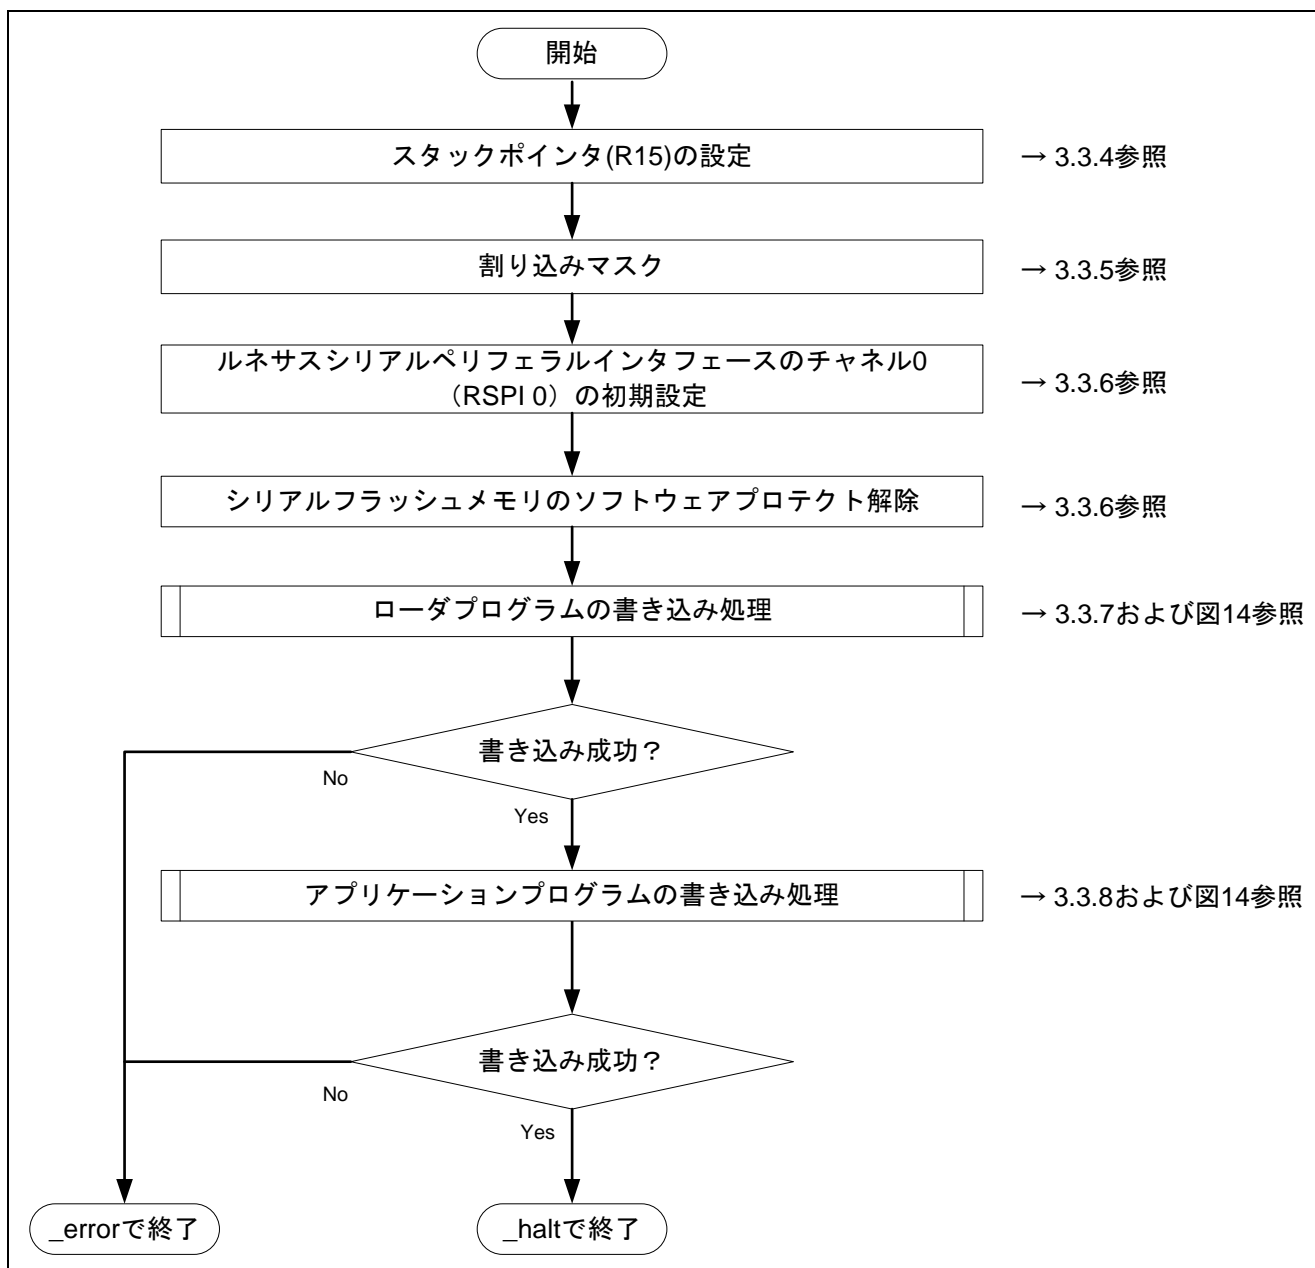 開始
スタックポインタ(R15)の設定
→ 3.3.4参照
割り込みマスク
→ 3.3.5参照
ルネサスシリアルペリフェラルインタフェースのチャネル0
（RSPI 0）の初期設定
→ 3.3.6参照
シリアルフラッシュメモリのソフトウェアプロテクト解除
→ 3.3.6参照
ローダプログラムの書き込み処理
→ 3.3.7および図14参照
書き込み成功？
No
Yes
アプリケーションプログラムの書き込み処理
→ 3.3.8および図14参照
書き込み成功？
No
Yes
_errorで終了
_haltで終了